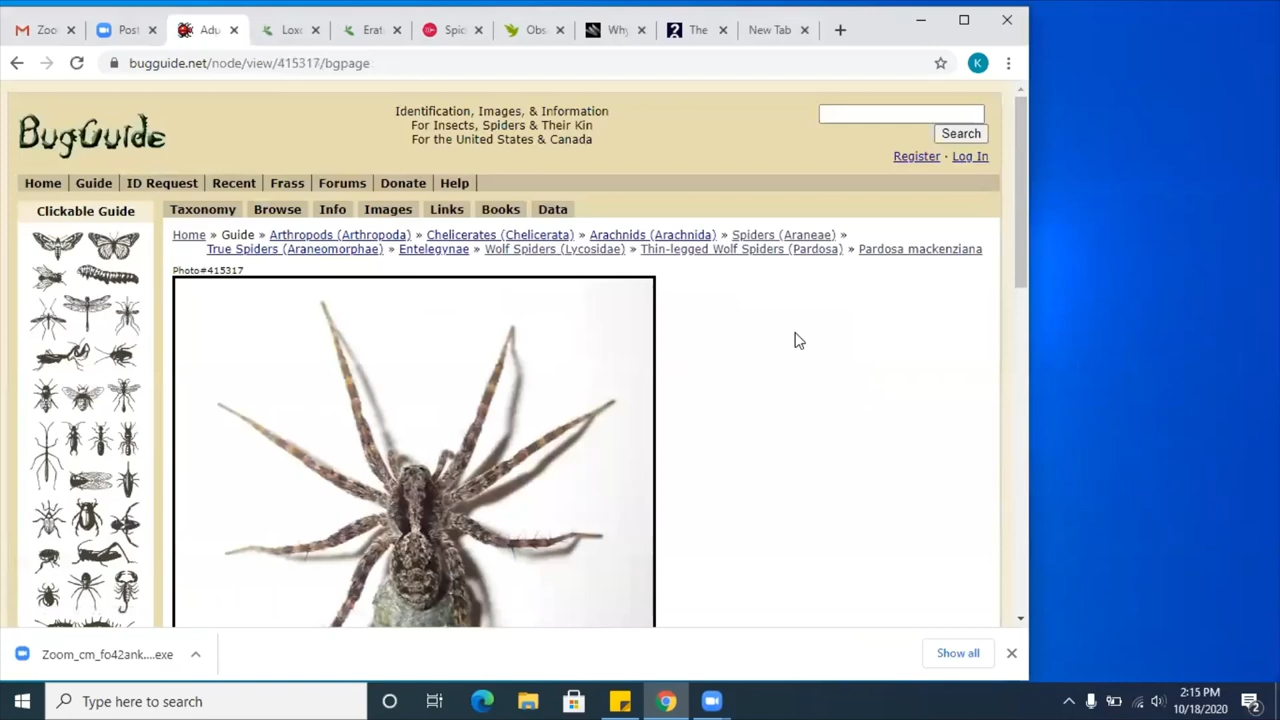 Zoo
Post
Adu
Loxo
Erat
Spic
Obs
Why
The
New Tab
bugguide.net/node/view/415317/bgpage
K
BugGuide
Identification, Images, & Information
For Insects, Spiders & Their Kin
For the United States & Canada
Search
Register · Log In
Home Guide ID Request Recent Frass Forums Donate Help
Clickable Guide
Taxonomy Browse Info Images Links Books Data
Home » Guide » Arthropods (Arthropoda) » Chelicerates (Chelicerata) » Arachnids (Arachnida) » Spiders (Araneae) »
True Spiders (Araneomorphae) » Entelegynae » Wolf Spiders (Lycosidae) » Thin-legged Wolf Spiders (Pardosa) » Pardosa mackenziana
Photo#415317
Zoom_cm_fo42ank....exe
Show all
Type here to search
2:15 PM
10/18/2020
2